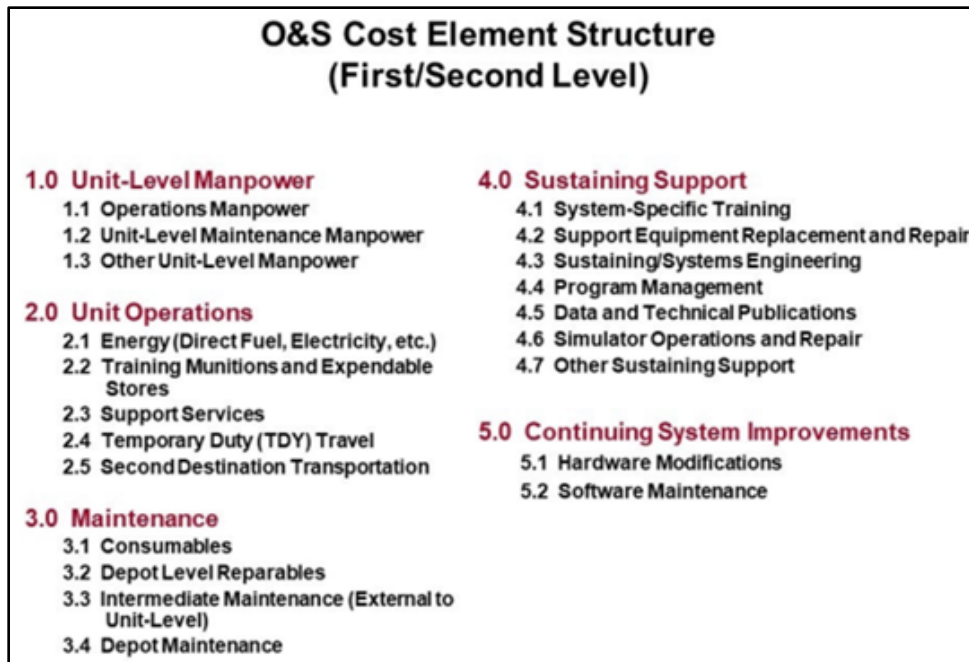 O&S Cost Element Structure
(First/Second Level)
1.0 Unit-Level Manpower
1.1 Operations Manpower
1.2 Unit-Level Maintenance Manpower
1.3 Other Unit-Level Manpower
2.0 Unit Operations
2.1 Energy (Direct Fuel, Electricity, etc.)
2.2 Training Munitions and Expendable
Stores
2.3 Support Services
2.4 Temporary Duty (TDY) Travel
2.5 Second Destination Transportation
3.0 Maintenance
3.1 Consumables
3.2 Depot Level Reparables
3.3 Intermediate Maintenance (External to
Unit-Level)
3.4 Depot Maintenance
4.0 Sustaining Support
4.1 System-Specific Training
4.2 Support Equipment Replacement and Repair
4.3 Sustaining/Systems Engineering
4.4 Program Management
4.5 Data and Technical Publications
4.6 Simulator Operations and Repair
4.7 Other Sustaining Support
5.0 Continuing System Improvements
5.1 Hardware Modifications
5.2 Software Maintenance